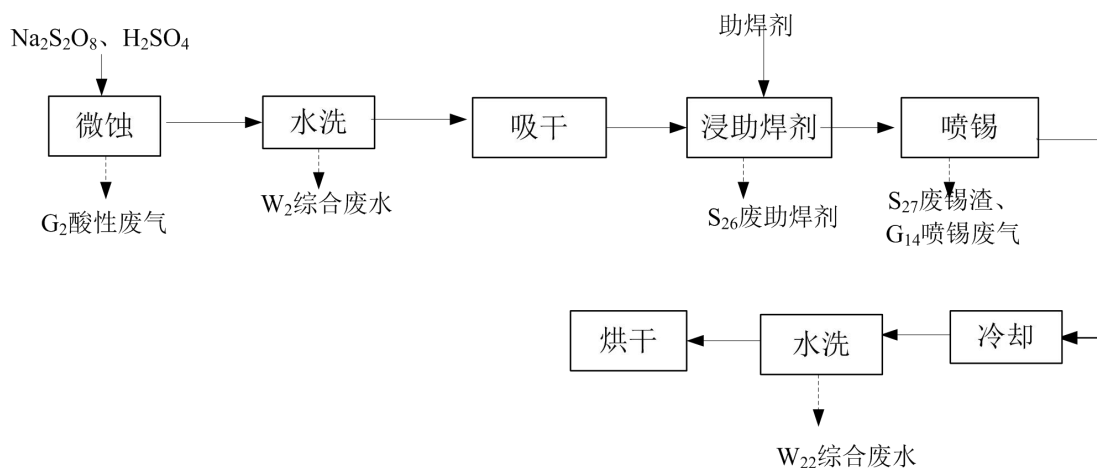 Na₂S₂O₈、H₂SO₄
助焊剂
微蚀
水洗
吸干
浸助焊剂
喷锡
G₂酸性废气
W₂综合废水
S₂₆废助焊剂
S₂₇废锡渣、
G₁₄喷锡废气
烘干
水洗
冷却
W₂₂综合废水